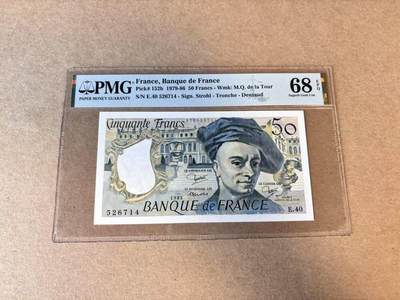 PMG
PAPER MONEY GUARANTY
France, Banque de France
Pick# 152b 1979-86 50 Francs - Wmk: M.Q. de la Tour
S/N E.40 526714 - Sign. Strohl - Tronche - Dentaud
68 EPQ
Superb Gem Unc
Cinquante Francs
50
BANQUE DE FRANCE
526714
E.40